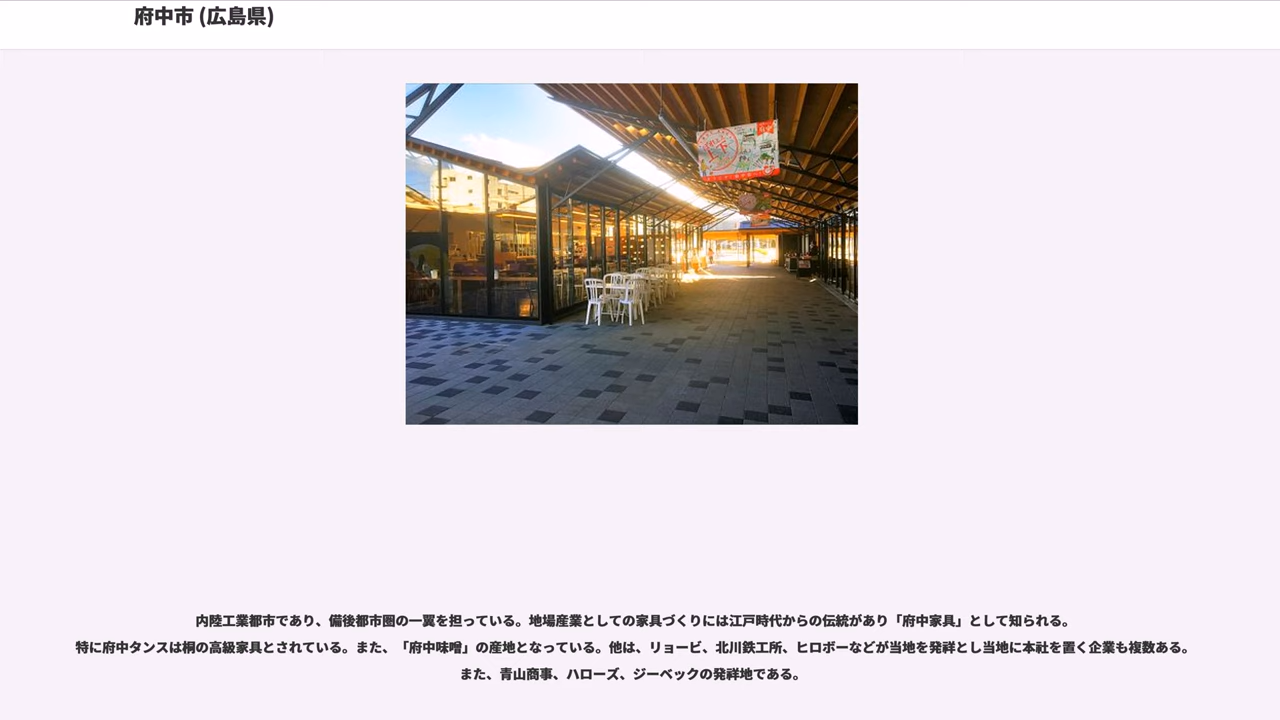 府中市 (広島県)
内陸工業都市であり、備後都市圏の一翼を担っている。地場産業としての家具づくりには江戸時代からの伝統があり「府中家具」として知られる。
特に府中タンスは桐の高級家具とされている。また、「府中味噌」の産地となっている。他は、リョービ、北川鉄工所、ヒロボーなどが当地を発祥とし当地に本社を置く企業も複数ある。
また、青山商事、ハローズ、ジーベックの発祥地である。